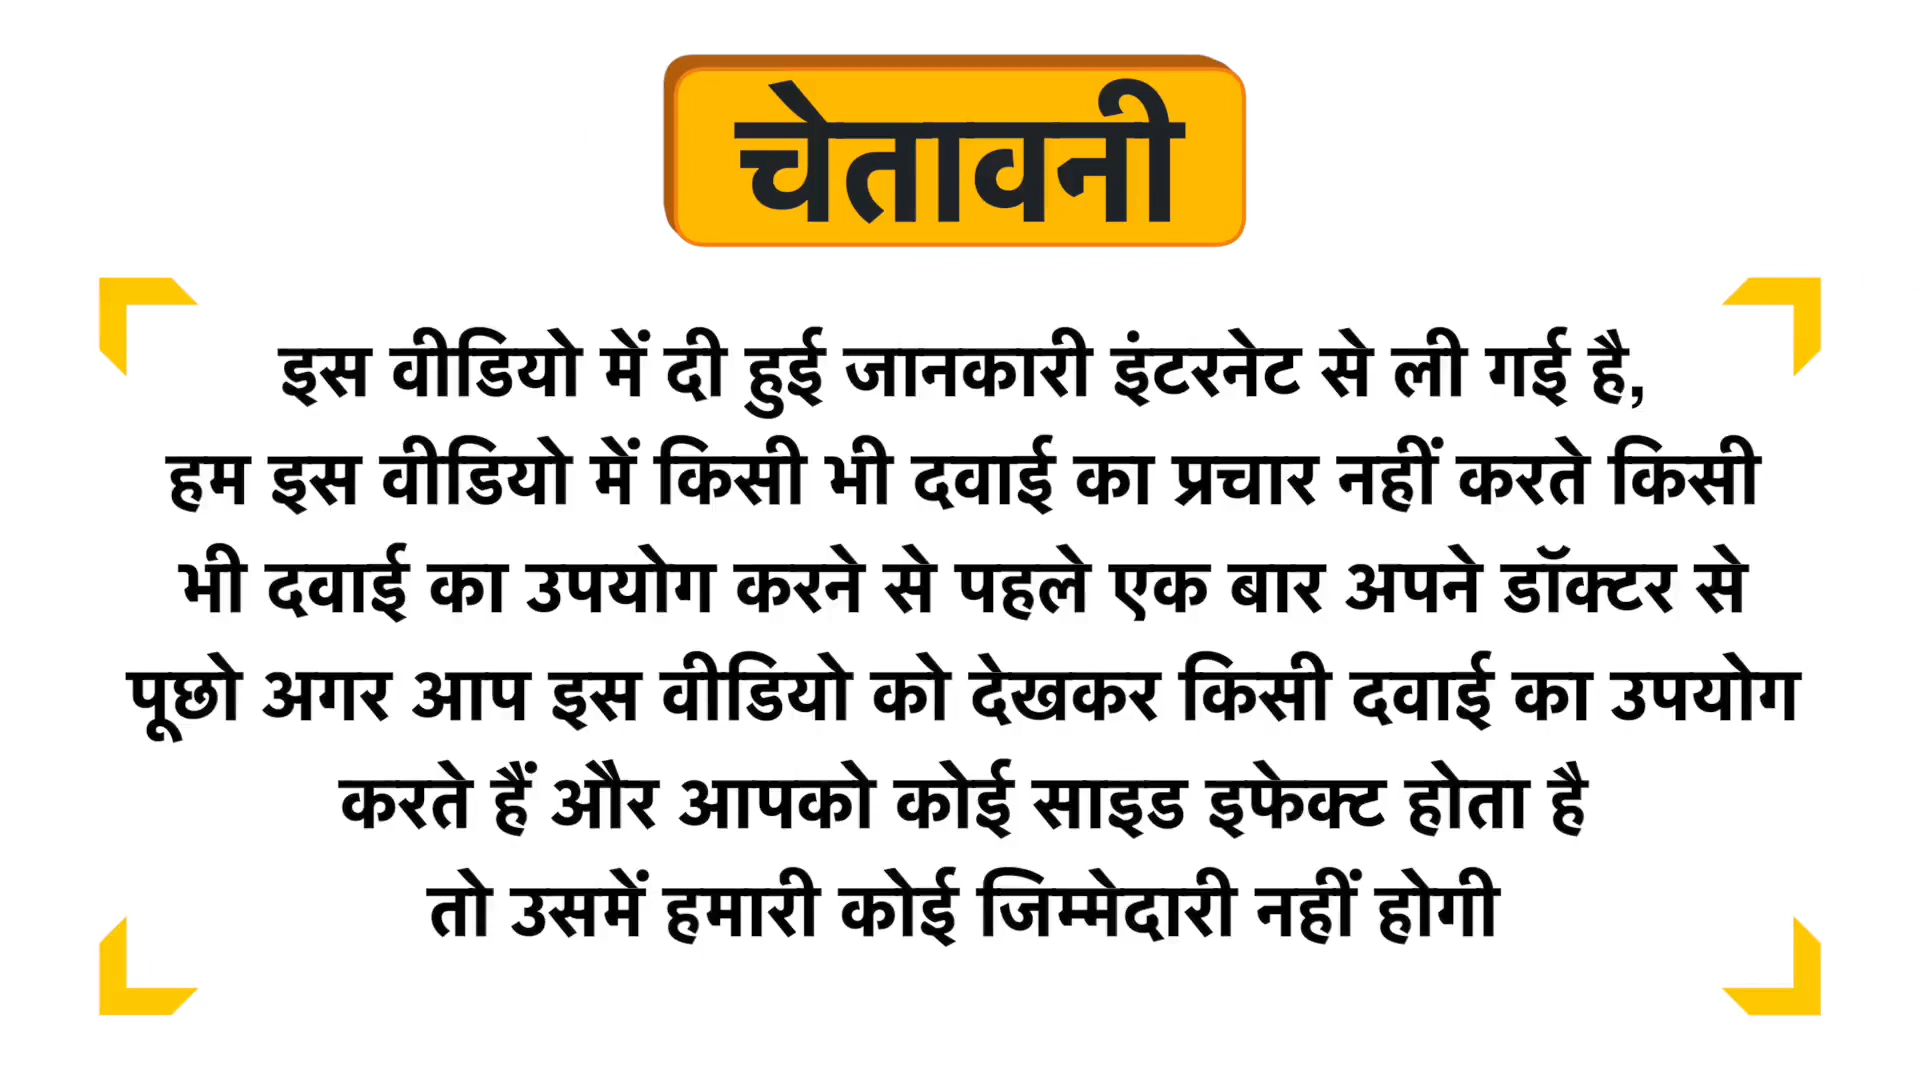 चेतावनी
इस वीडियो में दी हुई जानकारी इंटरनेट से ली गई है,
हम इस वीडियो में किसी भी दवाई का प्रचार नहीं करते किसी
भी दवाई का उपयोग करने से पहले एक बार अपने डॉक्टर से
पूछो अगर आप इस वीडियो को देखकर किसी दवाई का उपयोग
करते हैं और आपको कोई साइड इफेक्ट होता है
तो उसमें हमारी कोई जिम्मेदारी नहीं होगी